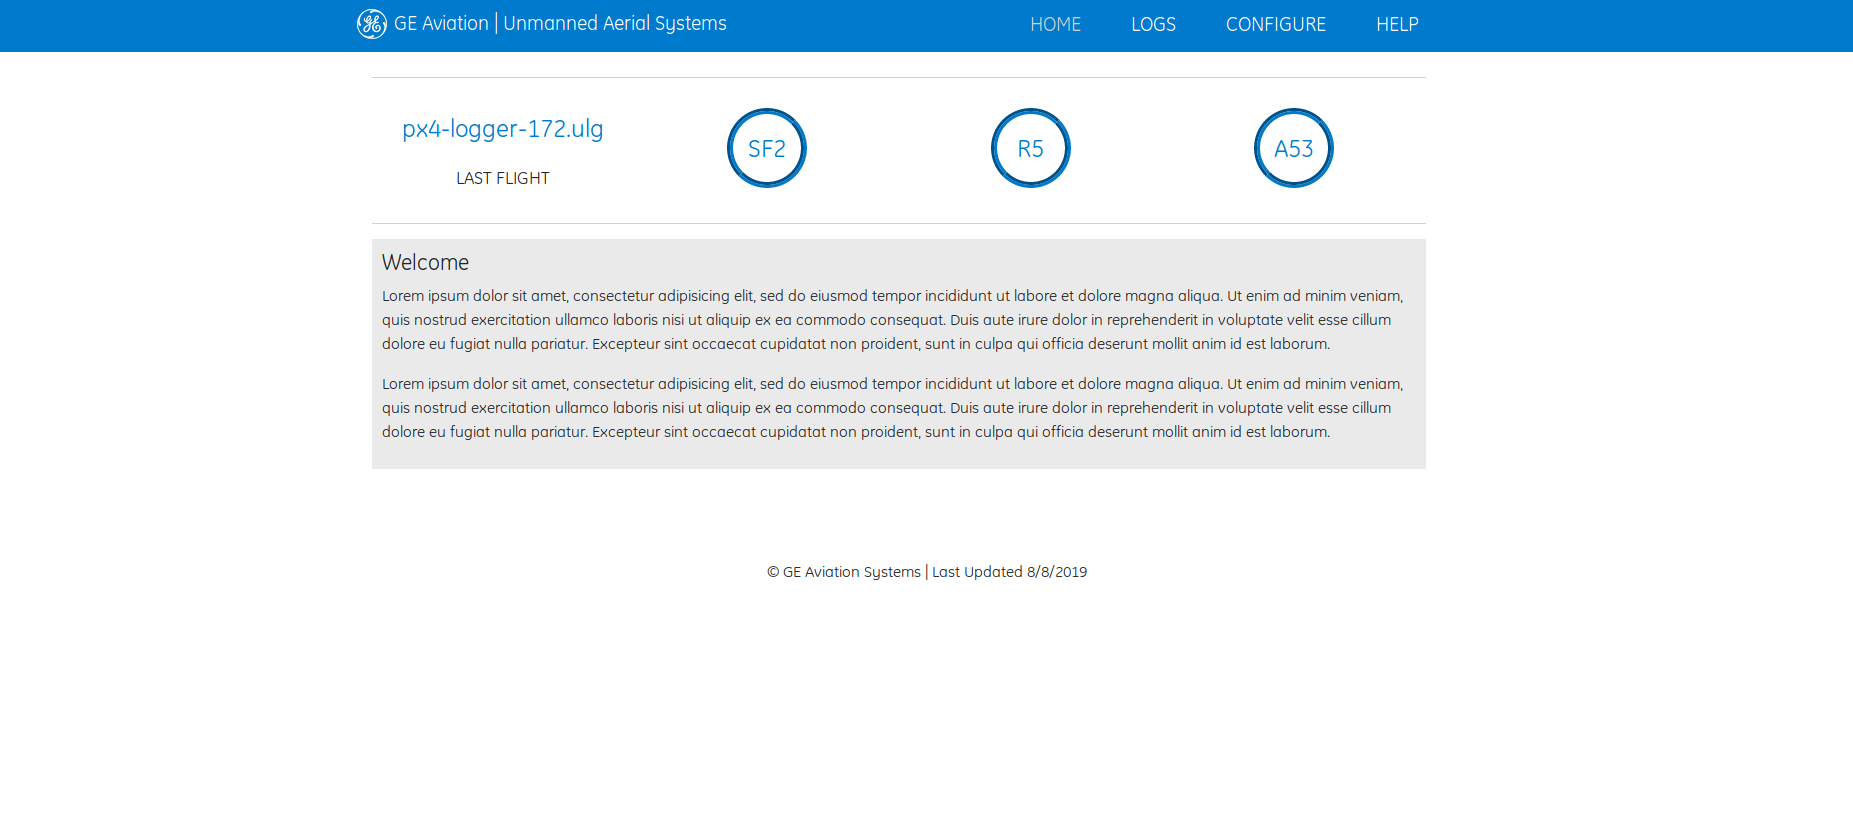 GE Aviation | Unmanned Aerial Systems
HOME LOGS CONFIGURE HELP
px4-logger-172.ulg
LAST FLIGHT
SF2
R5
A53
Welcome
Lorem ipsum dolor sit amet, consectetur adipisicing elit, sed do eiusmod tempor incididunt ut labore et dolore magna aliqua. Ut enim ad minim veniam,
quis nostrud exercitation ullamco laboris nisi ut aliquip ex ea commodo consequat. Duis aute irure dolor in reprehenderit in voluptate velit esse cillum
dolore eu fugiat nulla pariatur. Excepteur sint occaecat cupidatat non proident, sunt in culpa qui officia deserunt mollit anim id est laborum.
Lorem ipsum dolor sit amet, consectetur adipisicing elit, sed do eiusmod tempor incididunt ut labore et dolore magna aliqua. Ut enim ad minim veniam,
quis nostrud exercitation ullamco laboris nisi ut aliquip ex ea commodo consequat. Duis aute irure dolor in reprehenderit in voluptate velit esse cillum
dolore eu fugiat nulla pariatur. Excepteur sint occaecat cupidatat non proident, sunt in culpa qui officia deserunt mollit anim id est laborum.
© GE Aviation Systems | Last Updated 8/8/2019